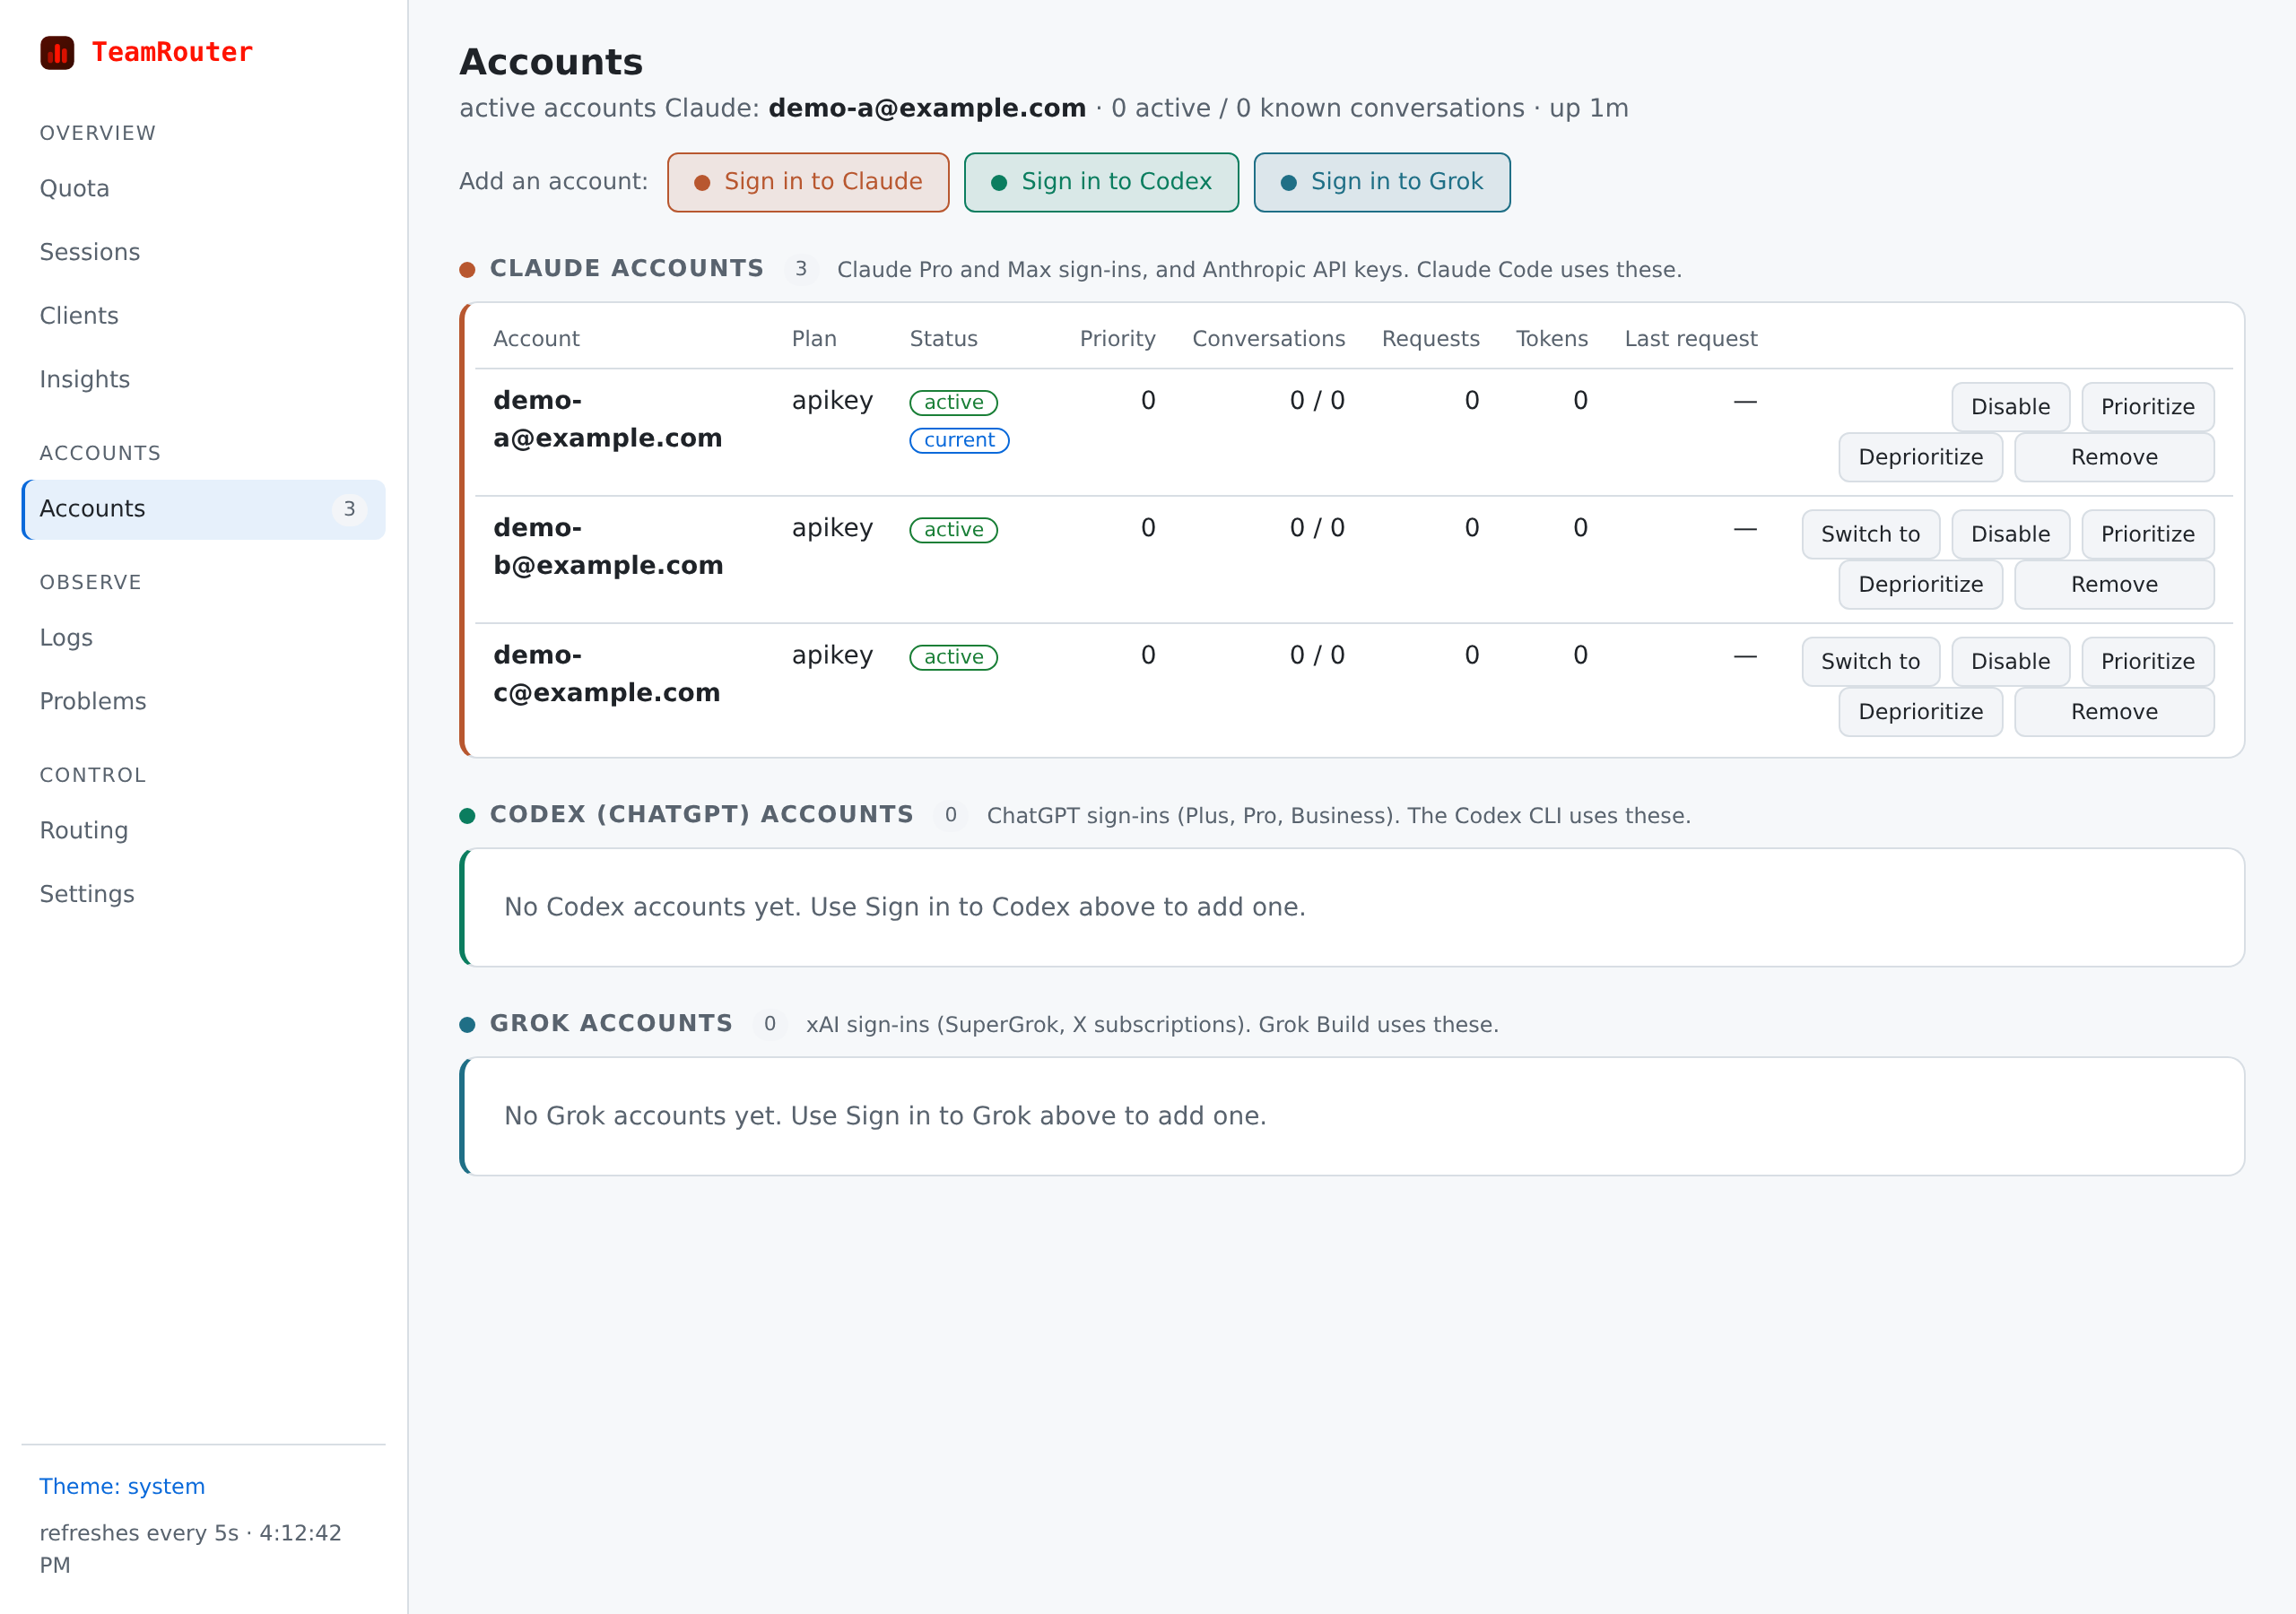 TeamRouter
OVERVIEW
Quota
Sessions
Clients
Insights
ACCOUNTS
Accounts 3
OBSERVE
Logs
Problems
CONTROL
Routing
Settings
Theme: system
refreshes every 5s · 4:12:42
PM
Accounts
active accounts Claude: demo-a@example.com · 0 active / 0 known conversations · up 1m
Add an account: Sign in to Claude Sign in to Codex Sign in to Grok
CLAUDE ACCOUNTS 3 Claude Pro and Max sign-ins, and Anthropic API keys. Claude Code uses these.
Account Plan Status Priority Conversations Requests Tokens Last request
demo- apikey active 0 0 / 0 0 0 — Disable Prioritize
a@example.com current Deprioritize Remove
demo- apikey active 0 0 / 0 0 0 — Switch to Disable Prioritize
b@example.com Deprioritize Remove
demo- apikey active 0 0 / 0 0 0 — Switch to Disable Prioritize
c@example.com Deprioritize Remove
CODEX (CHATGPT) ACCOUNTS 0 ChatGPT sign-ins (Plus, Pro, Business). The Codex CLI uses these.
No Codex accounts yet. Use Sign in to Codex above to add one.
GROK ACCOUNTS 0 xAI sign-ins (SuperGrok, X subscriptions). Grok Build uses these.
No Grok accounts yet. Use Sign in to Grok above to add one.